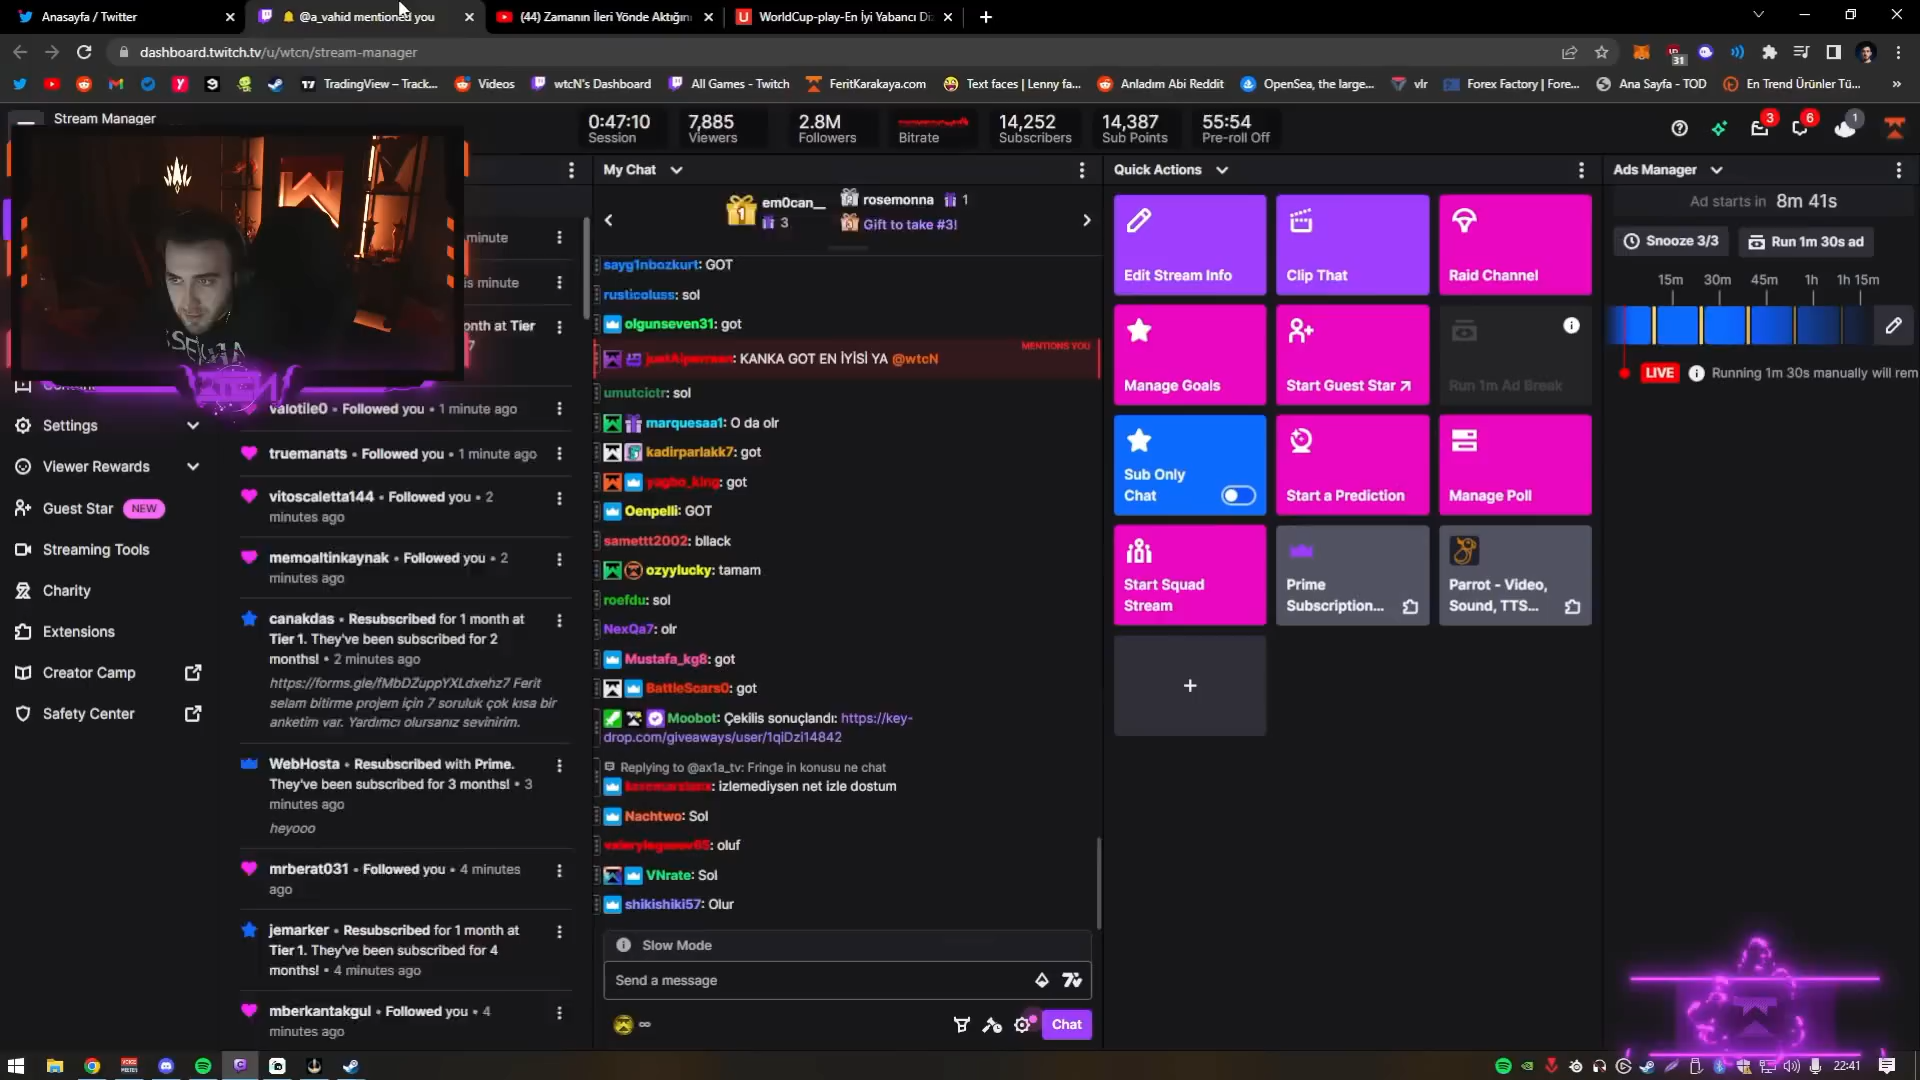 Anasayfa / Twitter
@a_vahid mentioned you
(44) Zamanın İleri Yönde Aktığın
WorldCup-play-En İyi Yabancı Di
dashboard.twitch.tv/u/wtcn/stream-manager
31
TradingView – Track...
Videos
wtcN's Dashboard
All Games - Twitch
FeritKarakaya.com
Text faces | Lenny fa...
Anladım Abi Reddit
OpenSea, the large...
vlr
Forex Factory | Fore...
Ana Sayfa - TOD
En Trend Ürünler Tü...
Stream Manager
0:47:10
Session
7,885
Viewers
2.8M
Followers
Bitrate
14,252
Subscribers
14,387
Sub Points
55:54
Pre-roll Off
3
6
1
minute
is minute
nth at Tier
7
valotile0 • Followed you • 1 minute ago
truemanats • Followed you • 1 minute ago
vitoscaletta144 • Followed you • 2
minutes ago
memoaltinkaynak • Followed you • 2
minutes ago
canakdas • Resubscribed for 1 month at
Tier 1. They've been subscribed for 2
months! • 2 minutes ago
https://forms.gle/fMbDZuppYXLdxehz7 Ferit
selam bitirme projem için 7 soruluk çok kısa bir
anketim var. Yardımcı olursanız sevinirim.
WebHosta • Resubscribed with Prime.
They've been subscribed for 3 months! • 3
minutes ago
heyooo
mrberat031 • Followed you • 4 minutes
ago
jemarker • Resubscribed for 1 month at
Tier 1. They've been subscribed for 4
months! • 4 minutes ago
mberkantakgul • Followed you • 4
minutes ago
Settings
Viewer Rewards
Guest Star NEW
Streaming Tools
Charity
Extensions
Creator Camp
Safety Center
My Chat
1
em0can__
3
rosemonna 1
Gift to take #3!
sayg1nbozkurt: GOT
rusticoluss: sol
olgunseven31: got
MENTIONS YOU
: KANKA GOT EN İYİSİ YA @wtcN
umutcictr: sol
marquesaa1: O da olr
kadirparlakk7: got
yagbo_king: got
Oenpelli: GOT
samettt2002: bllack
ozyylucky: tamam
roefdu: sol
NexQa7: olr
Mustafa_kg8: got
BattleScars0: got
Moobot: Çekilis sonuçlandı: https://key-
drop.com/giveaways/user/1qiDzi14842
Replying to @ax1a_tv: Fringe in konusu ne chat
: izlemediysen net izle dostum
Nachtwo: Sol
: oluf
VNrate: Sol
shikishiki57: Olur
Slow Mode
Send a message
Chat
Quick Actions
Edit Stream Info
Clip That
Raid Channel
Manage Goals
Start Guest Star
Run 1m Ad Break
Sub Only
Chat
Start a Prediction
Manage Poll
Start Squad
Stream
Prime
Subscription...
Parrot - Video,
Sound, TTS...
Ads Manager
Ad starts in 8m 41s
Snooze 3/3
Run 1m 30s ad
15m 30m 45m 1h 1h 15m
LIVE
Running 1m 30s manually will rem
22:41